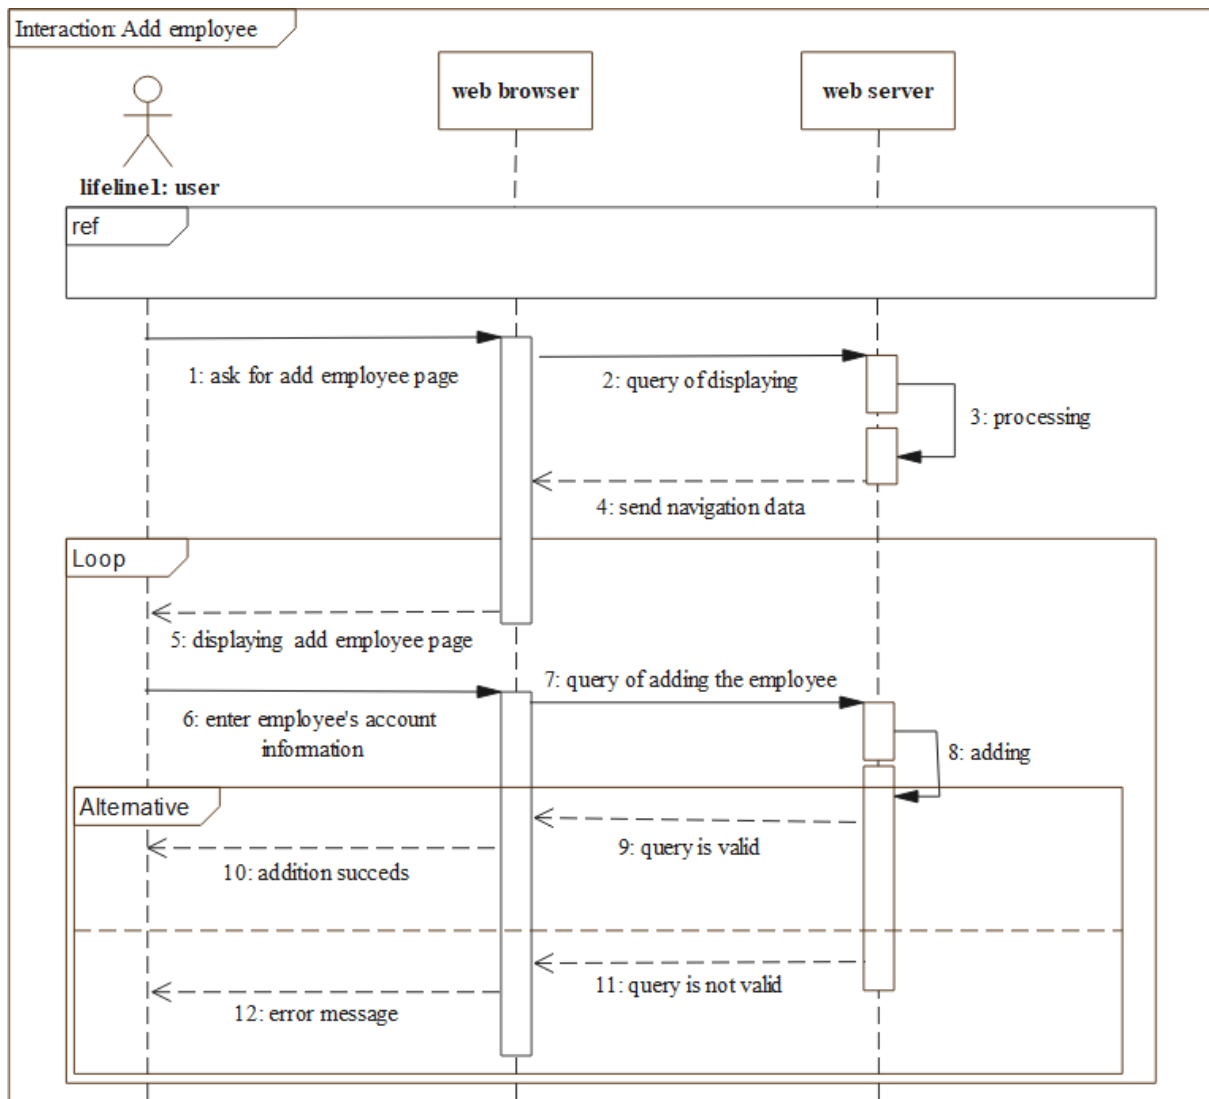 Interaction: Add employee
web browser
web server
lifeline1: user
ref
1: ask for add employee page
2: query of displaying
3: processing
4: send navigation data
Loop
5: displaying add employee page
7: query of adding the employee
6: enter employee's account
information
8: adding
Alternative
9: query is valid
10: addition succeds
11: query is not valid
12: error message